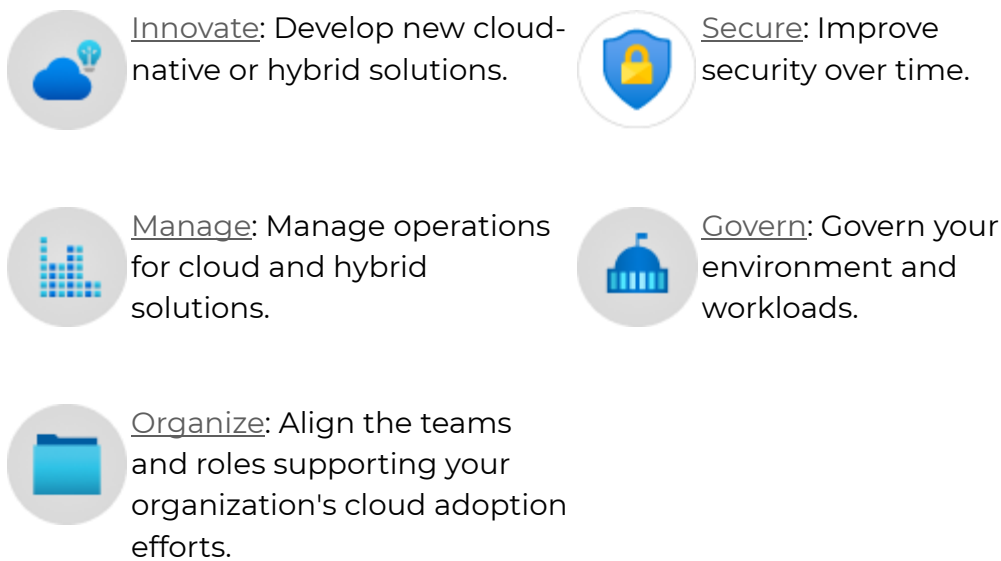 Innovate: Develop new cloud-
native or hybrid solutions.
Secure: Improve
security over time.
Manage: Manage operations
for cloud and hybrid
solutions.
Govern: Govern your
environment and
workloads.
Organize: Align the teams
and roles supporting your
organization's cloud adoption
efforts.